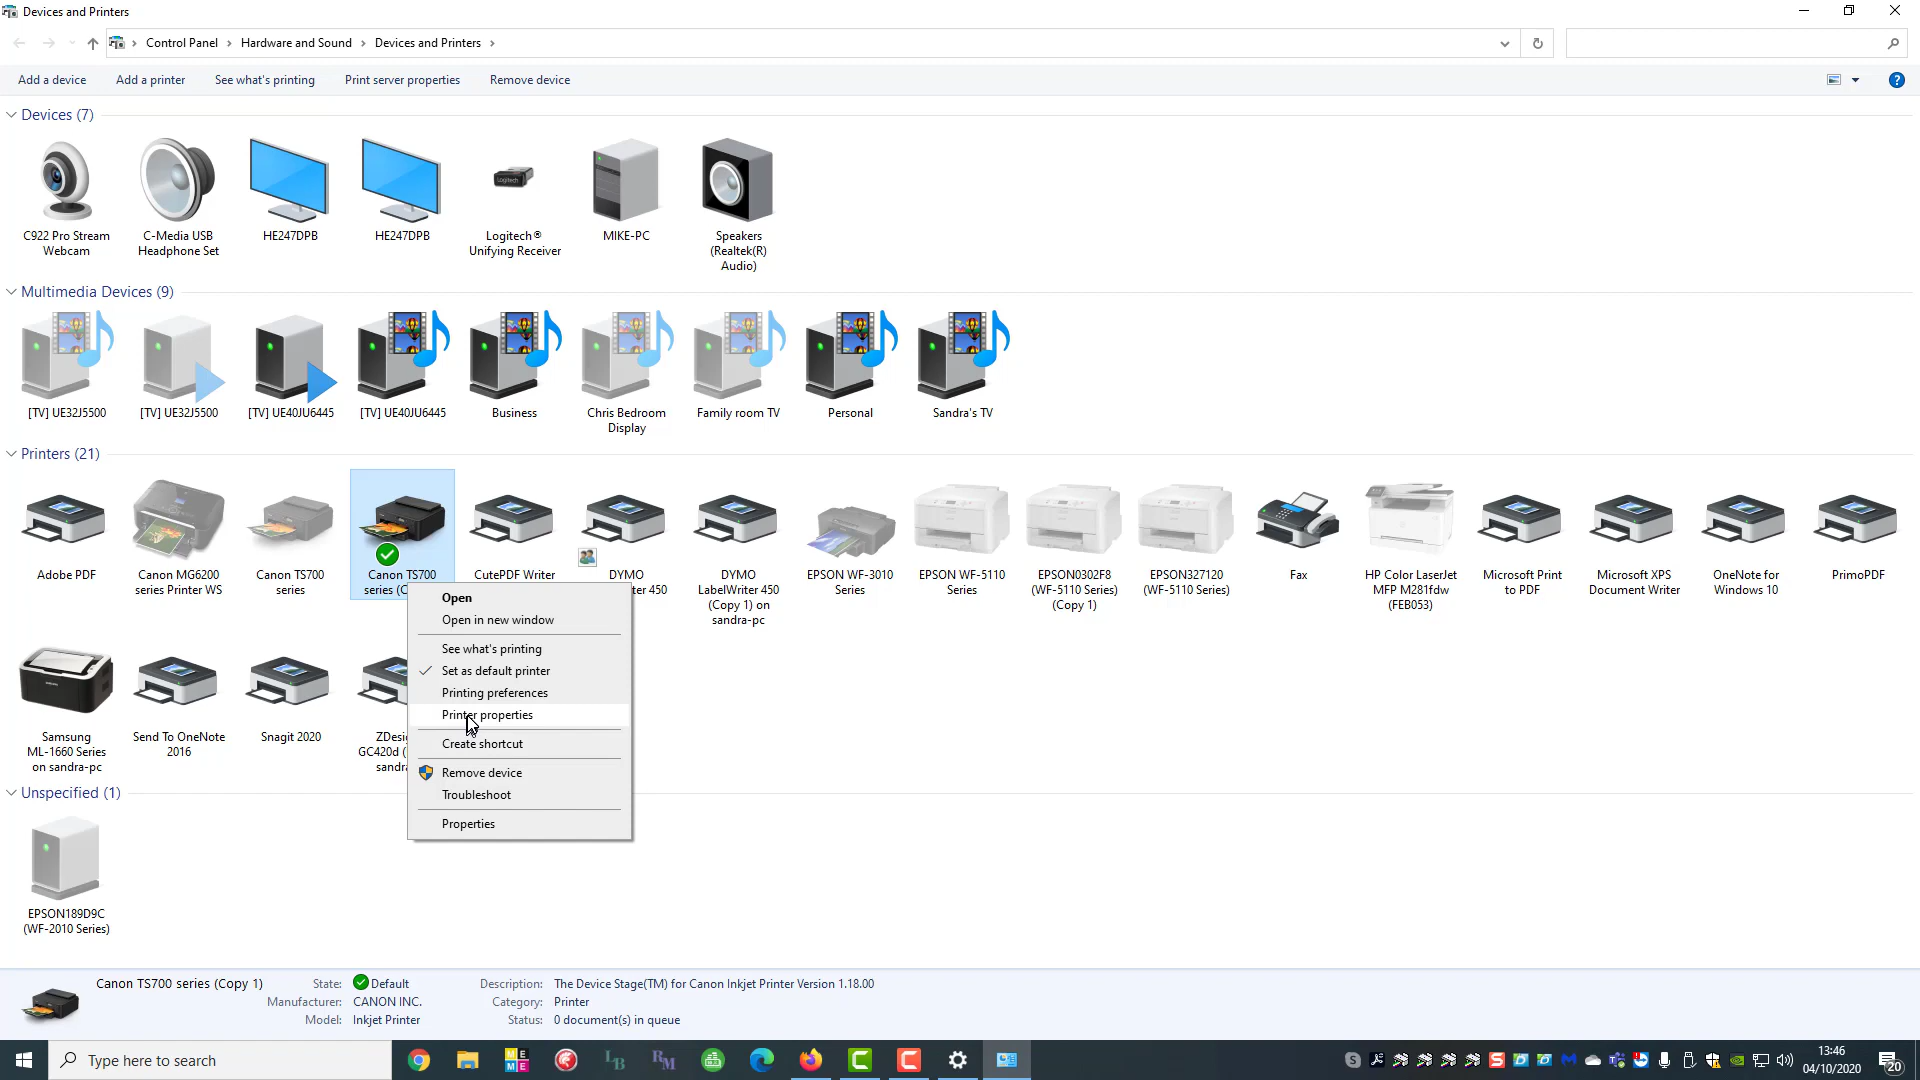 Devices and Printers
Control Panel > Hardware and Sound > Devices and Printers >
Add a device Add a printer See what's printing Print server properties Remove device
Devices (7)
C922 Pro Stream Webcam
C-Media USB Headphone Set
HE247DPB
HE247DPB
Logitech® Unifying Receiver
MIKE-PC
Speakers (Realtek(R) Audio)
Multimedia Devices (9)
[TV] UE32J5500
[TV] UE32J5500
[TV] UE40JU6445
[TV] UE40JU6445
Business
Chris Bedroom Display
Family room TV
Personal
Sandra's TV
Printers (21)
Adobe PDF
Canon MG6200 series Printer WS
Canon TS700 series
Canon TS700 series (C
CutePDF Writer
DYMO
er 450
DYMO LabelWriter 450 (Copy 1) on sandra-pc
EPSON WF-3010 Series
EPSON WF-5110 Series
EPSON0302F8 (WF-5110 Series) (Copy 1)
EPSON327120 (WF-5110 Series)
Fax
HP Color LaserJet MFP M281fdw (FEB053)
Microsoft Print to PDF
Microsoft XPS Document Writer
OneNote for Windows 10
PrimoPDF
Samsung ML-1660 Series on sandra-pc
Send To OneNote 2016
Snagit 2020
ZDesi
GC420d (
sandra
Open
Open in new window
See what's printing
Set as default printer
Printing preferences
Printer properties
Create shortcut
Remove device
Troubleshoot
Properties
Unspecified (1)
EPSON189D9C (WF-2010 Series)
Canon TS700 series (Copy 1) State: Default Description: The Device Stage(TM) for Canon Inkjet Printer Version 1.18.00
Manufacturer: CANON INC. Category: Printer
Model: Inkjet Printer Status: 0 document(s) in queue
Type here to search
13:46
04/10/2020
20